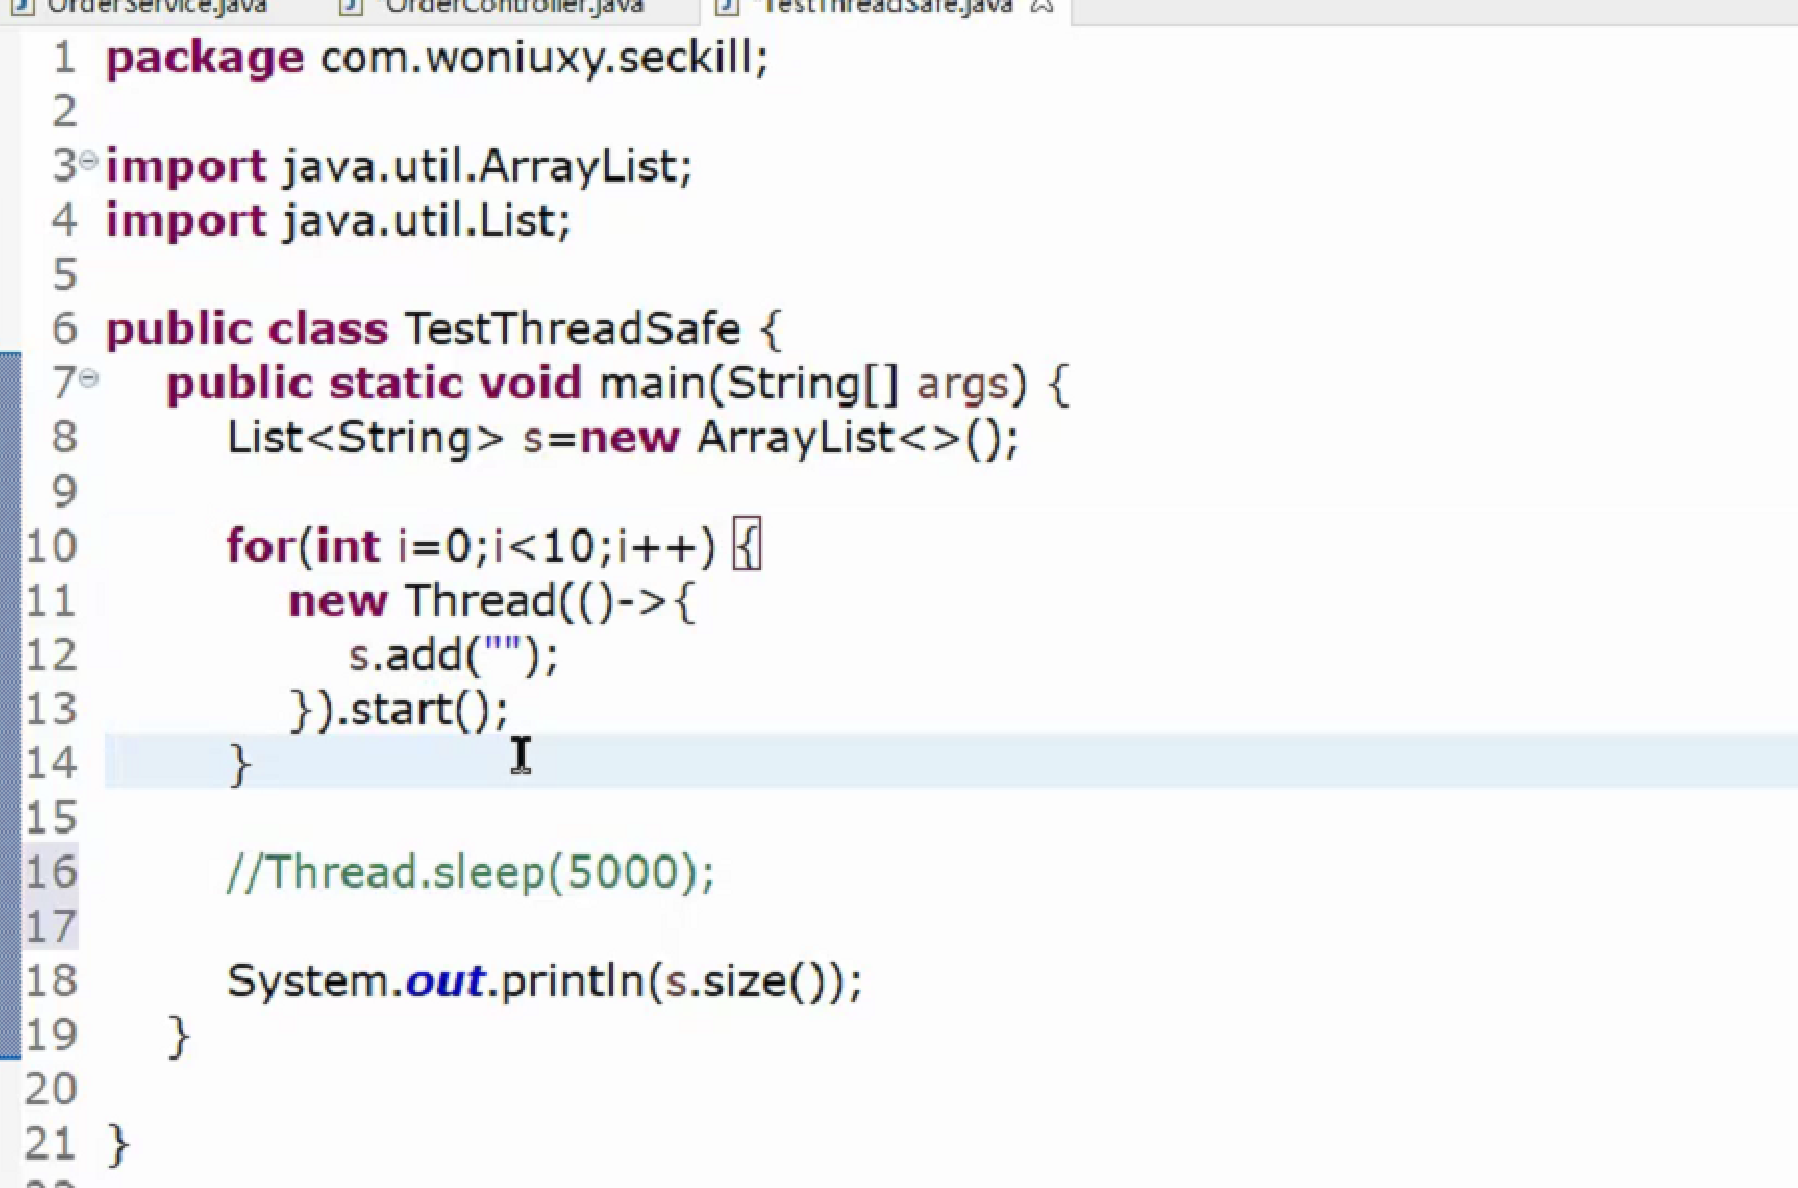 OrderService.java *OrderController.java *TestThreadSafe.java
1 package com.woniuxy.seckill;
2
3 import java.util.ArrayList;
4 import java.util.List;
5
6 public class TestThreadSafe {
7 public static void main(String[] args) {
8 List<String> s=new ArrayList<>();
9
10 for(int i=0;i<10;i++) {
11 new Thread(()->{
12 s.add("");
13 }).start();
14 }
15
16 //Thread.sleep(5000);
17
18 System.out.println(s.size());
19 }
20
21 }